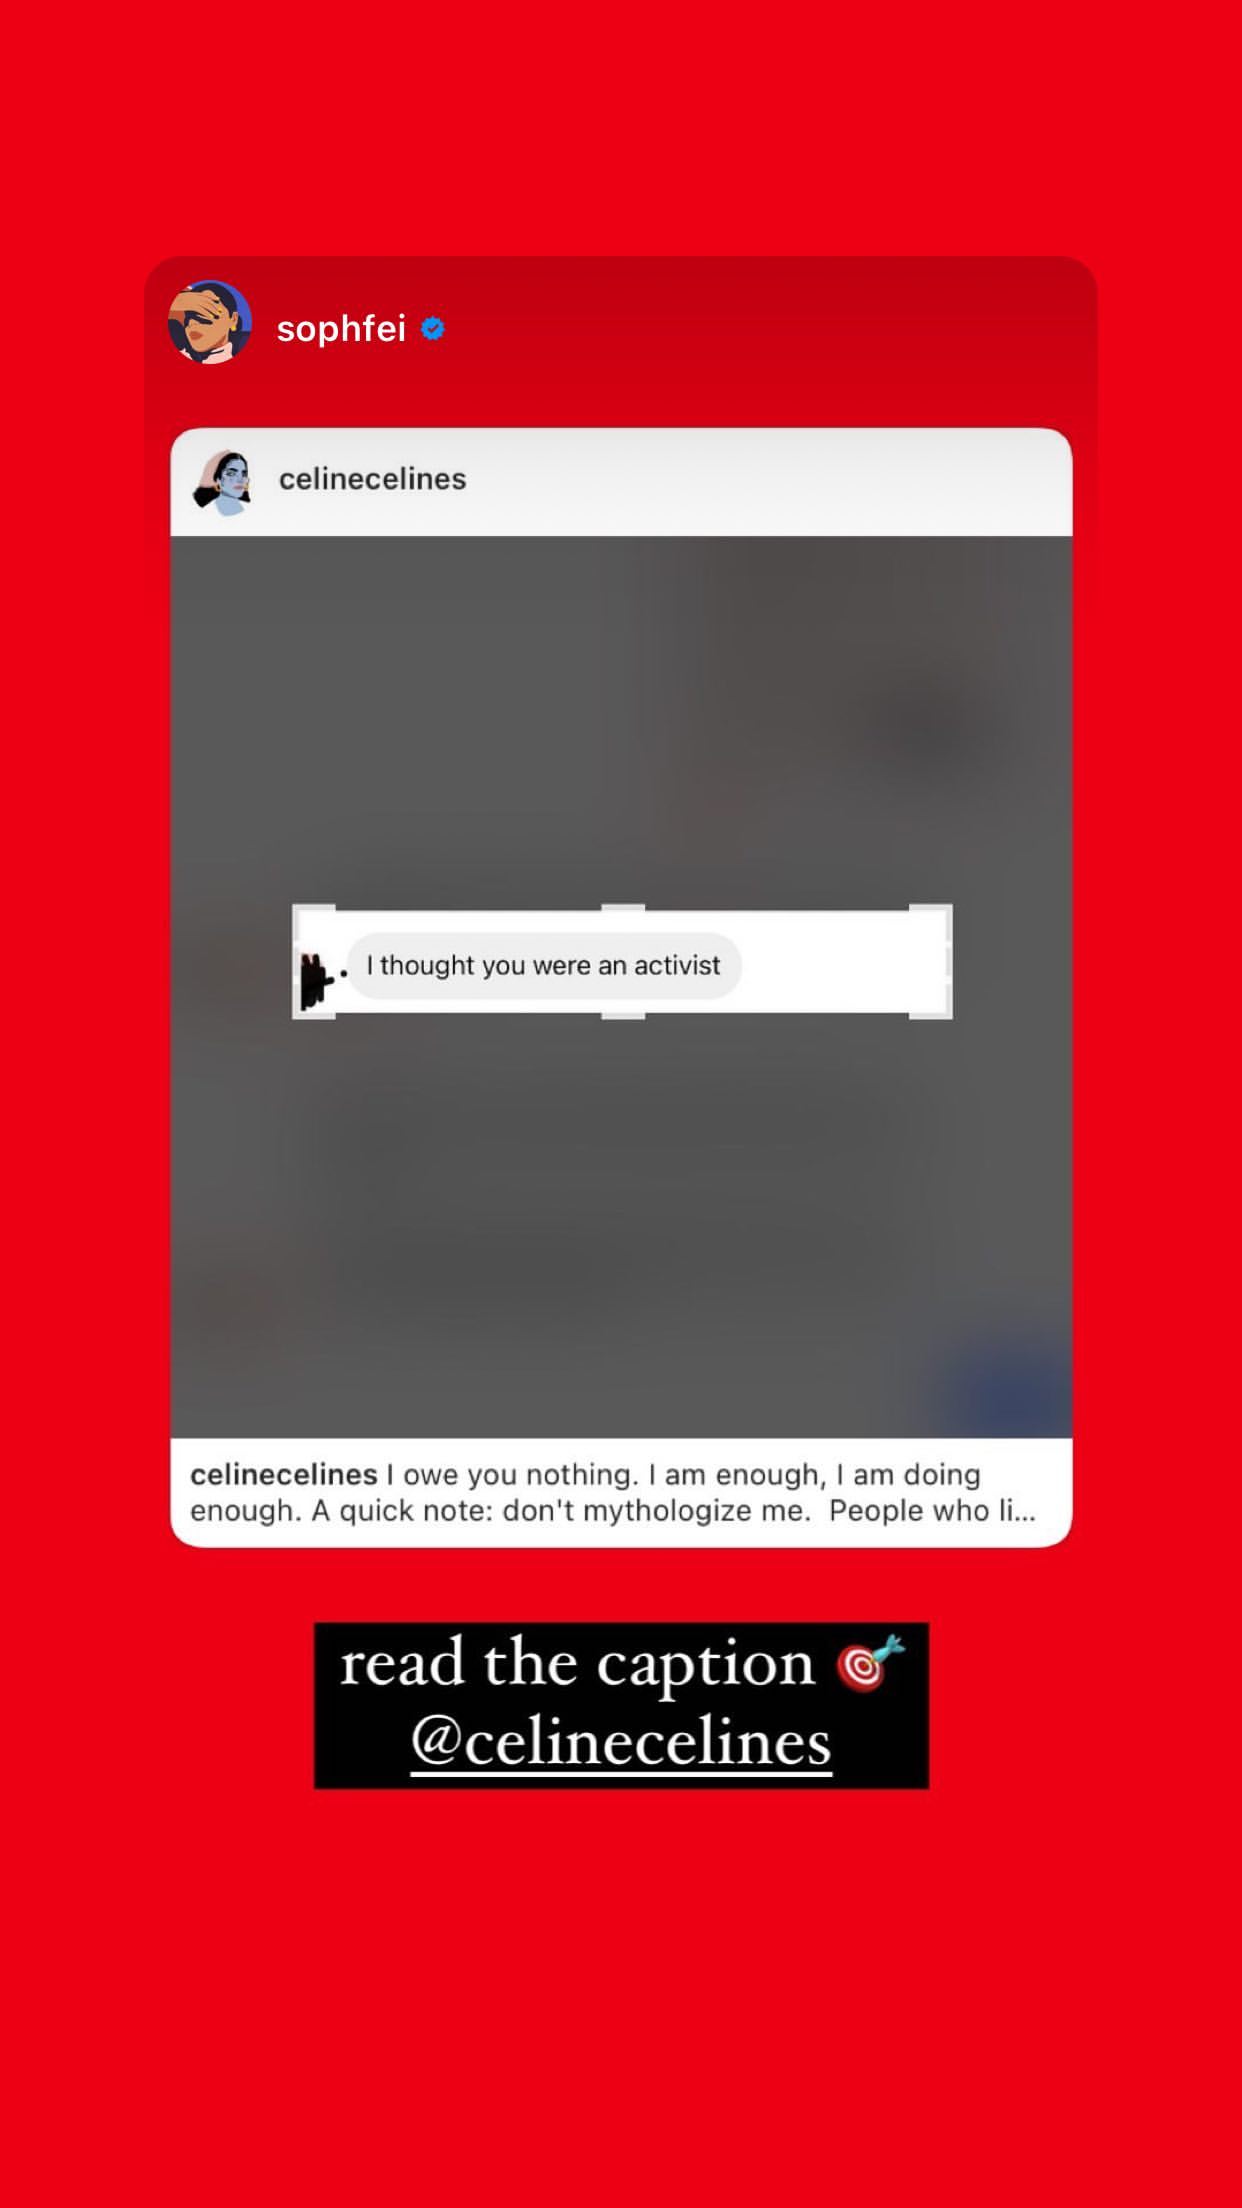 sophfei
celinecelines
I thought you were an activist
celinecelines I owe you nothing. I am enough, I am doing
enough. A quick note: don't mythologize me.  People who li...
read the caption 🎯
@celinecelines